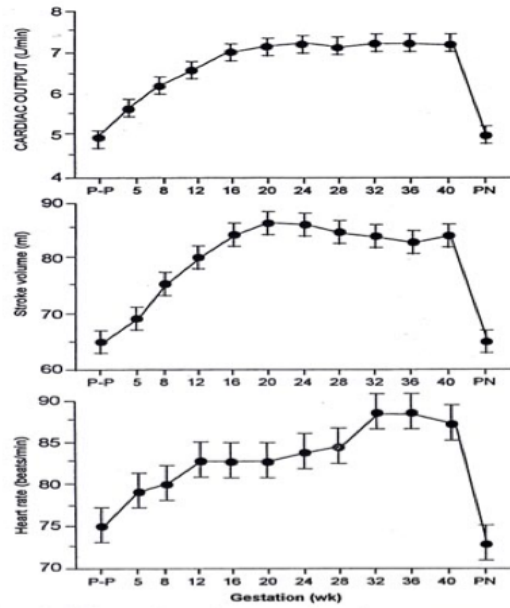 CARDIAC OUTPUT (L/min)
8
7
6
5
4
P-P 5 8 12 16 20 24 28 32 36 40 PN
Stroke volume (ml)
90
80
70
60
P-P 5 8 12 16 20 24 28 32 36 40 PN
Heart rate (beats/min)
90
85
80
75
70
P-P 5 8 12 16 20 24 28 32 36 40 PN
Gestation (wk)